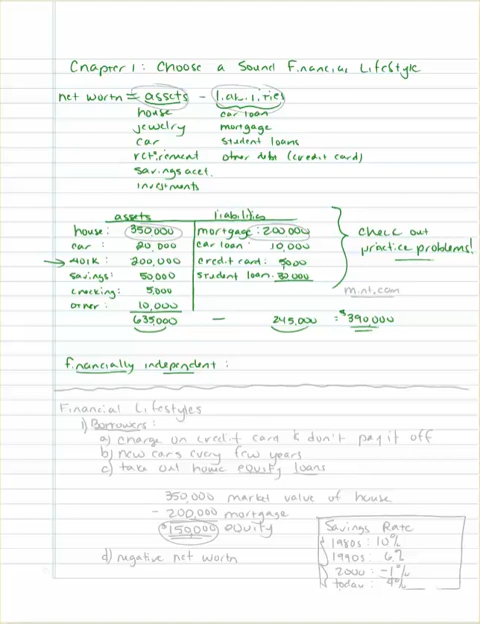 Chapter 1: Choose a Sound Financial Lifestyle
net worth = assets - liabilities
house car loan
jewelry mortgage
car student loans
retirement other debt (credit card)
savings acct.
investments
assets liabilities
house: 350,000 mortgage: 200,000
car: 20,000 car loan: 10,000
401K: 200,000 credit card: 5,000
savings: 50,000 student loan: 30,000
checking: 5,000
other: 10,000
635,000 - 245,000 = $390,000
check out
practice problems!
mint.com
financially independent:
Financial Lifestyles
1) Borrowers:
a) charge on credit card & don't pay it off
b) new cars every few years
c) take out home equity loans
350,000 market value of house
- 200,000 mortgage
$150,000 equity
d) negative net worth
Savings Rate
1980s: 10%
1990s: 6%
2000: -1%
today: 4%